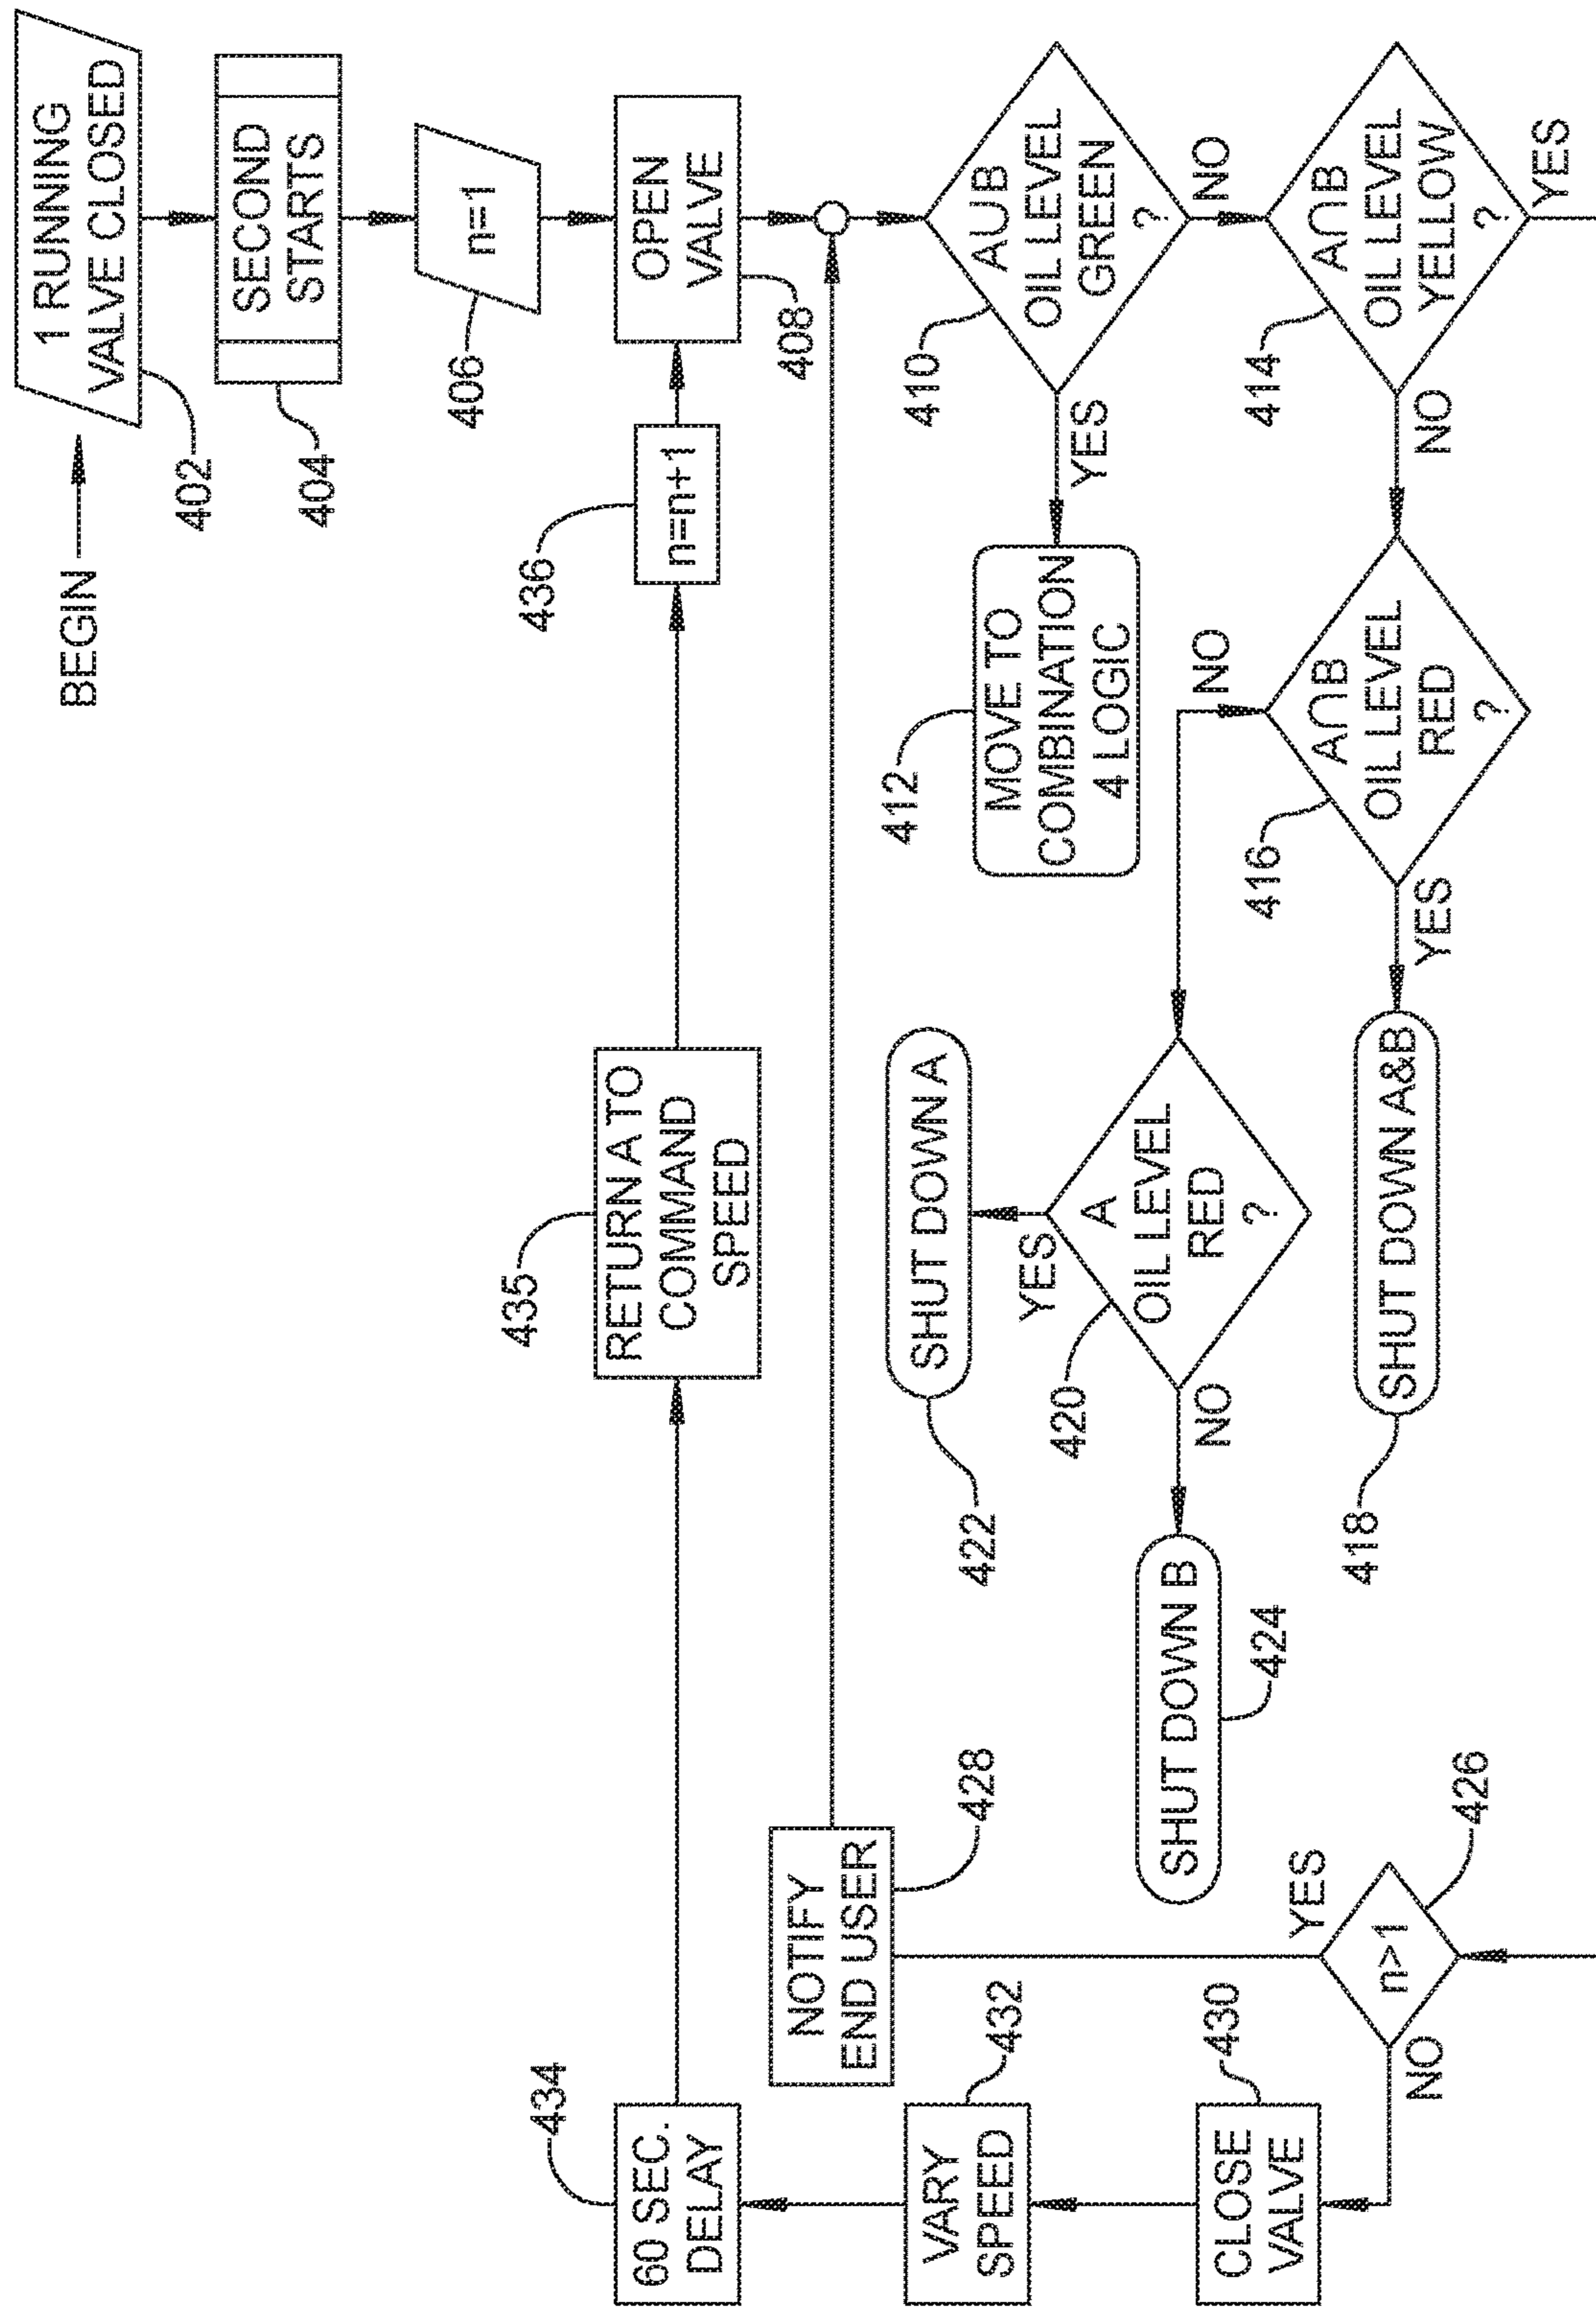 BEGIN
1 RUNNING
VALVE CLOSED
402
SECOND
STARTS
404
n=1
406
OPEN
VALVE
408
AUB
OIL LEVEL
GREEN
?
410
YES
NO
MOVE TO
COMBINATION
4 LOGIC
412
A∩B
OIL LEVEL
YELLOW
?
414
YES
NO
A∩B
OIL LEVEL
RED
?
416
NO
YES
SHUT DOWN A&B
418
A
OIL LEVEL
RED
?
420
YES
NO
SHUT DOWN A
422
SHUT DOWN B
424
n>1
426
YES
NO
NOTIFY
END USER
428
CLOSE
VALVE
430
VARY
SPEED
432
60 SEC.
DELAY
434
RETURN A TO
COMMAND
SPEED
435
n=n+1
436